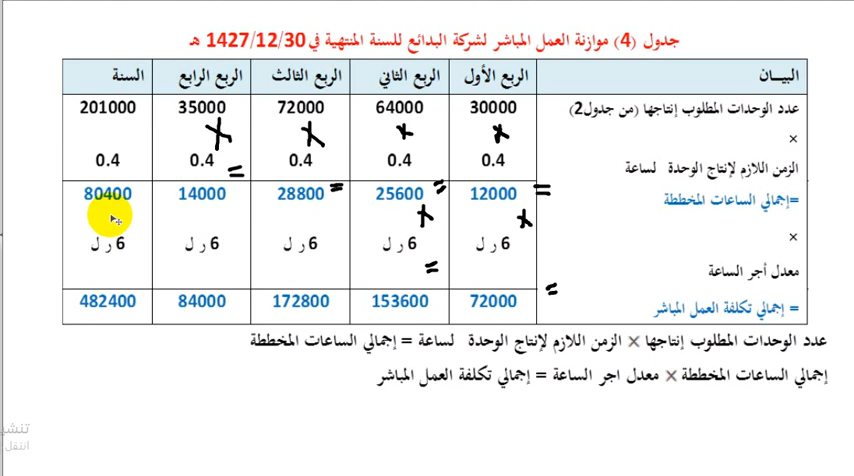 جدول (4) موازنة العمل المباشر لشركة البدائع للسنة المنتهية في 1427/12/30 هـ
البيـــان الربع الأول الربع الثاني الربع الثالث الربع الرابع السنة
عدد الوحدات المطلوب إنتاجها (من جدول2) 30000 64000 72000 35000 201000
× × × × ×
الزمن اللازم لإنتاج الوحدة لساعة 0.4 0.4 0.4 0.4 0.4 =
=إجمالي الساعات المخططة = 12000 = 25600 = 28800 14000 80400
× × ×
6 ر ل 6 ر ل 6 ر ل 6 ر ل 6 ر ل
معدل أجر الساعة =
= إجمالي تكلفة العمل المباشر = 72000 153600 172800 84000 482400
عدد الوحدات المطلوب إنتاجها × الزمن اللازم لإنتاج الوحدة لساعة = إجمالي الساعات المخططة
إجمالي الساعات المخططة × معدل اجر الساعة = إجمالي تكلفة العمل المباشر
تنشي
انتقل